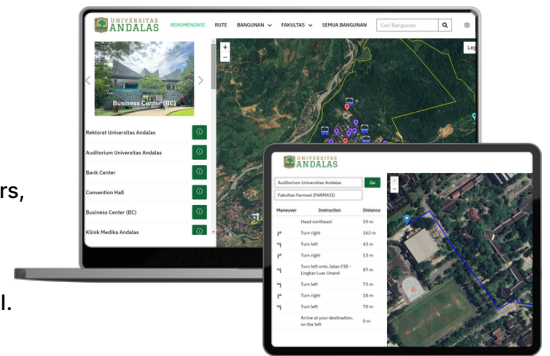 UNIVERSITAS
ANDALAS
REKOMENDASI
RUTE
BANGUNAN
FAKULTAS
SEMUA BANGUNAN
Cari Bangunan
+
−
Business Center (BC)
Rektorat Universitas Andalas
Auditorium Universitas Andalas
Bank Center
Convention Hall
Business Center (BC)
Klinik Medika Andalas
rs,
l.
UNIVERSITAS
ANDALAS
Auditorium Universitas Andalas
Go
Fakultas Farmasi (FARMASI)
Maneuver Instruction Distance
Head northeast 59 m
Turn right 262 m
Turn left 43 m
Turn right 13 m
Turn left onto Jalan FIB -
Lingkar Luar Unand 87 m
Turn left 73 m
Turn right 18 m
Turn left 70 m
Arrive at your destination,
on the left 0 m